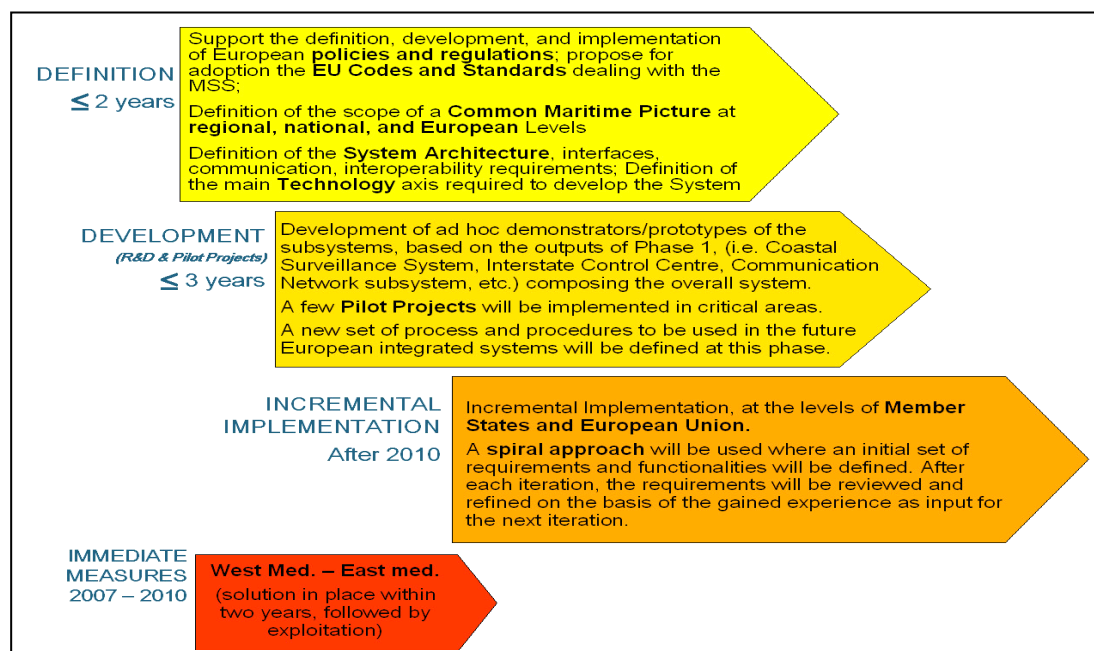 DEFINITION
≤ 2 years
Support the definition, development, and implementation
of European policies and regulations; propose for
adoption the EU Codes and Standards dealing with the
MSS;
Definition of the scope of a Common Maritime Picture at
regional, national, and European Levels
Definition of the System Architecture, interfaces,
communication, interoperability requirements; Definition of
the main Technology axis required to develop the System
DEVELOPMENT
(R&D & Pilot Projects)
≤ 3 years
Development of ad hoc demonstrators/prototypes of the
subsystems, based on the outputs of Phase 1, (i.e. Coastal
Surveillance System, Interstate Control Centre, Communication
Network subsystem, etc.) composing the overall system.
A few Pilot Projects will be implemented in critical areas.
A new set of process and procedures to be used in the future
European integrated systems will be defined at this phase.
INCREMENTAL
IMPLEMENTATION
After 2010
Incremental Implementation, at the levels of Member
States and European Union.
A spiral approach will be used where an initial set of
requirements and functionalities will be defined. After
each iteration, the requirements will be reviewed and
refined on the basis of the gained experience as input for
the next iteration.
IMMEDIATE
MEASURES
2007 – 2010
West Med. – East med.
(solution in place within
two years, followed by
exploitation)